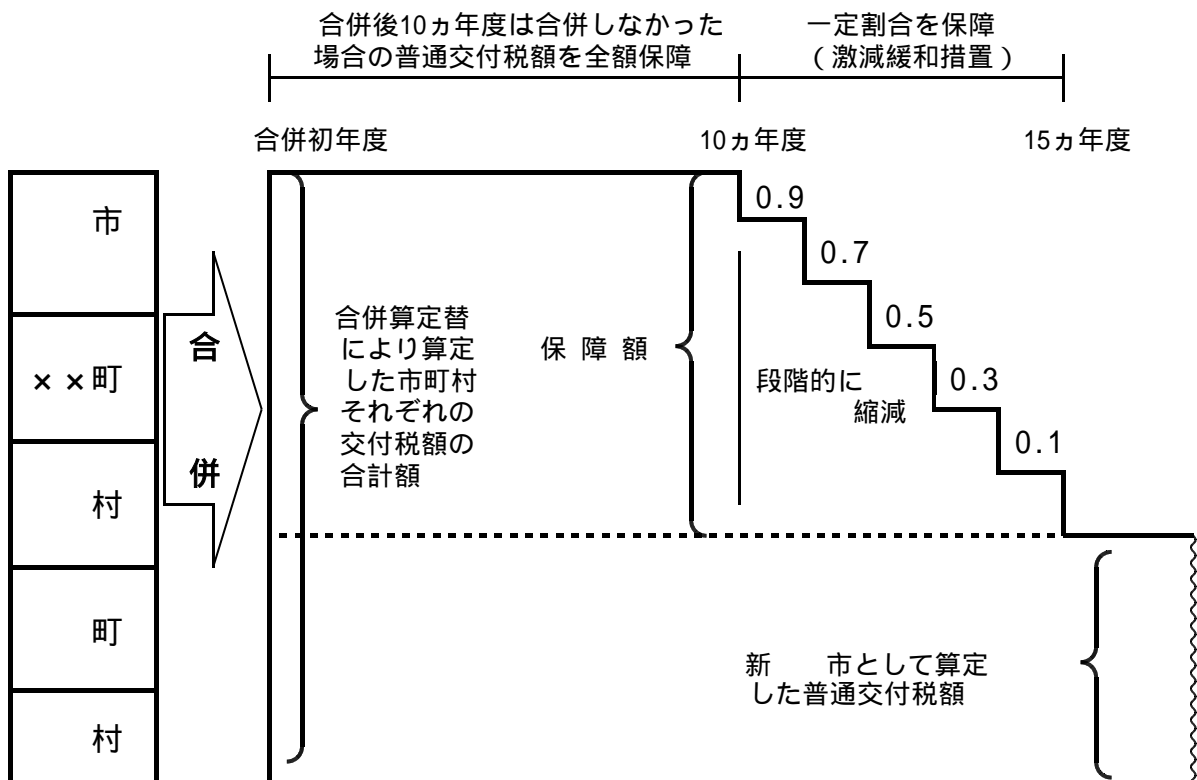 合併後10ヵ年度は合併しなかった
場合の普通交付税額を全額保障
一定割合を保障
(激減緩和措置)
合併初年度
10ヵ年度
15ヵ年度
市
××町
村
町
村
合
併
合併算定替
により算定
した市町村
それぞれの
交付税額の
合計額
保 障 額
0.9
0.7
0.5
0.3
0.1
段階的に
縮減
新　　市として算定
した普通交付税額